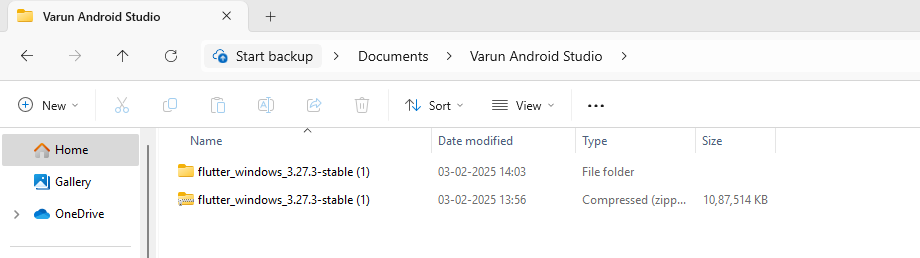 Varun Android Studio
Start backup > Documents > Varun Android Studio >
New Sort View
Name Date modified Type Size
Home
flutter_windows_3.27.3-stable (1) 03-02-2025 14:03 File folder
Gallery
flutter_windows_3.27.3-stable (1) 03-02-2025 13:56 Compressed (zipp... 10,87,514 KB
OneDrive